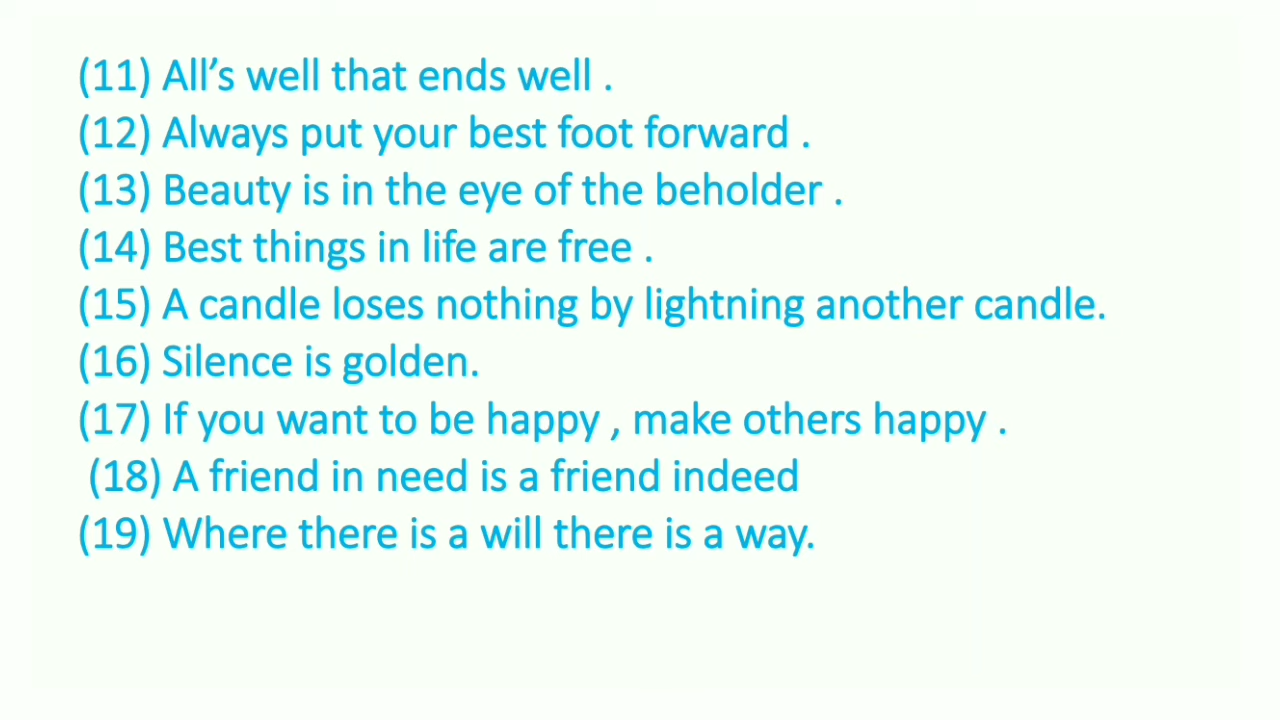 (11) All’s well that ends well .
(12) Always put your best foot forward .
(13) Beauty is in the eye of the beholder .
(14) Best things in life are free .
(15) A candle loses nothing by lightning another candle.
(16) Silence is golden.
(17) If you want to be happy , make others happy .
(18) A friend in need is a friend indeed
(19) Where there is a will there is a way.